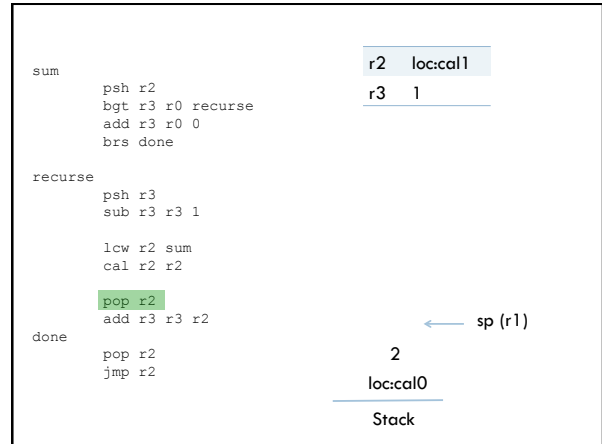 sum
psh r2
bgt r3 r0 recurse
add r3 r0 0
brs done
recurse
psh r3
sub r3 r3 1
lcw r2 sum
cal r2 r2
pop r2
add r3 r3 r2
done
pop r2
jmp r2
r2 loc:cal1
r3 1
sp (r1)
2
loc:cal0
Stack